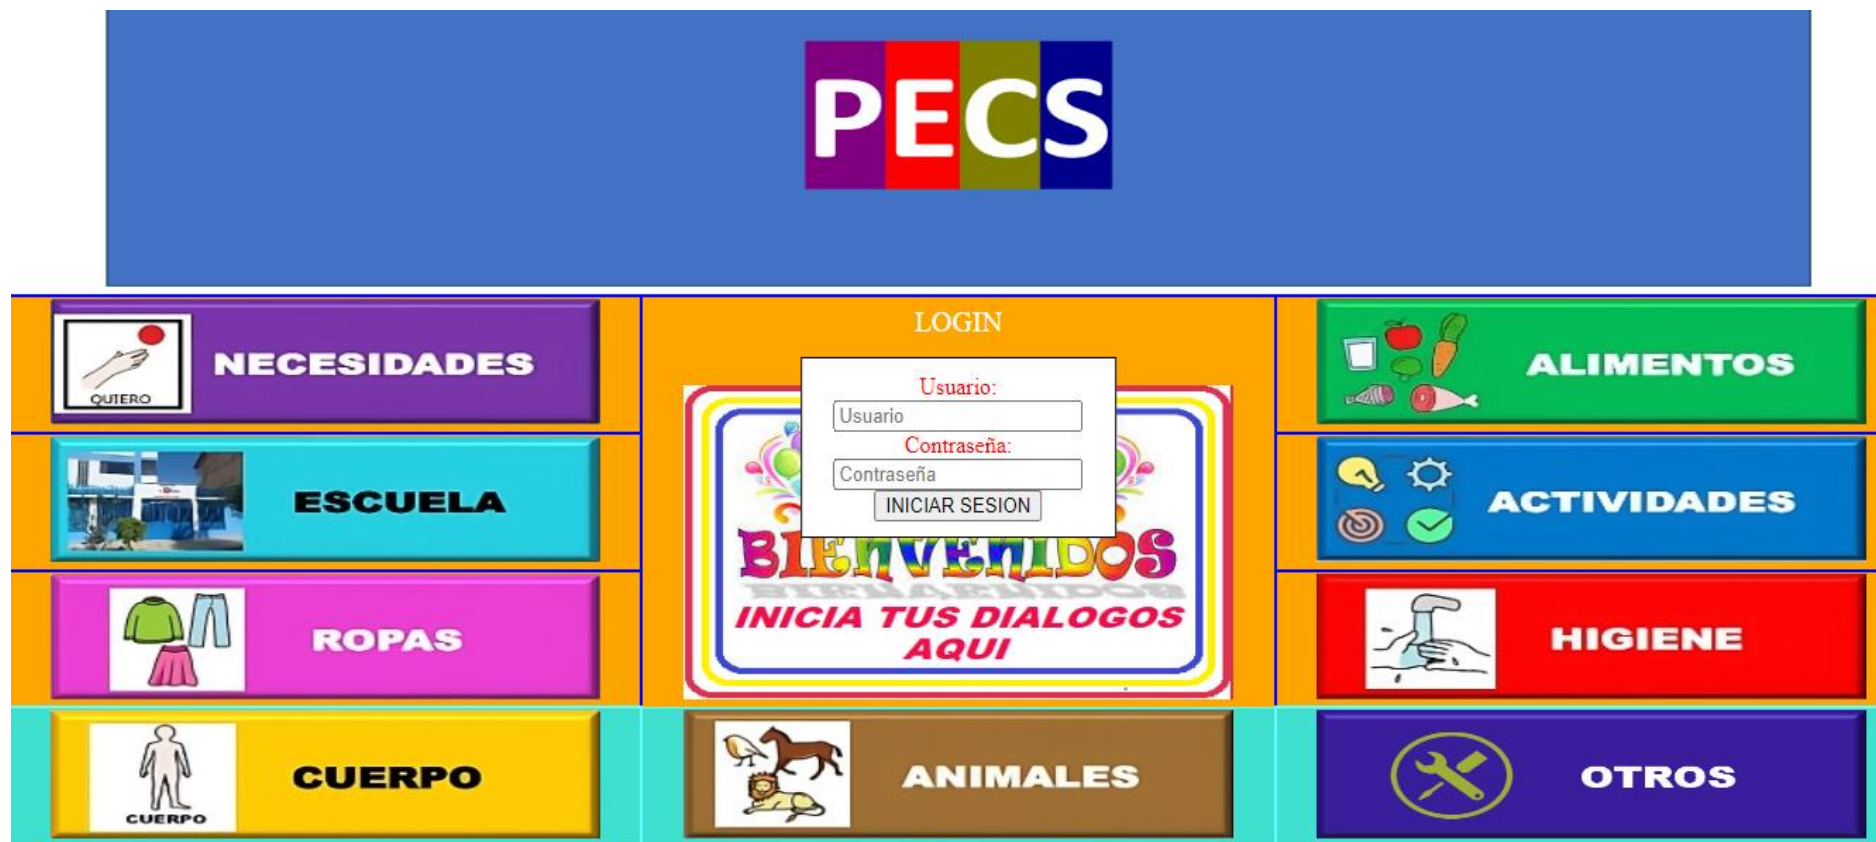 PECS
QUIERO
NECESIDADES
LOGIN
Usuario:
Usuario
Contraseña:
Contraseña
INICIAR SESION
ALIMENTOS
ESCUELA
BIENVENIDOS
INICIA TUS DIALOGOS
AQUI
ACTIVIDADES
ROPAS
HIGIENE
CUERPO
CUERPO
ANIMALES
OTROS